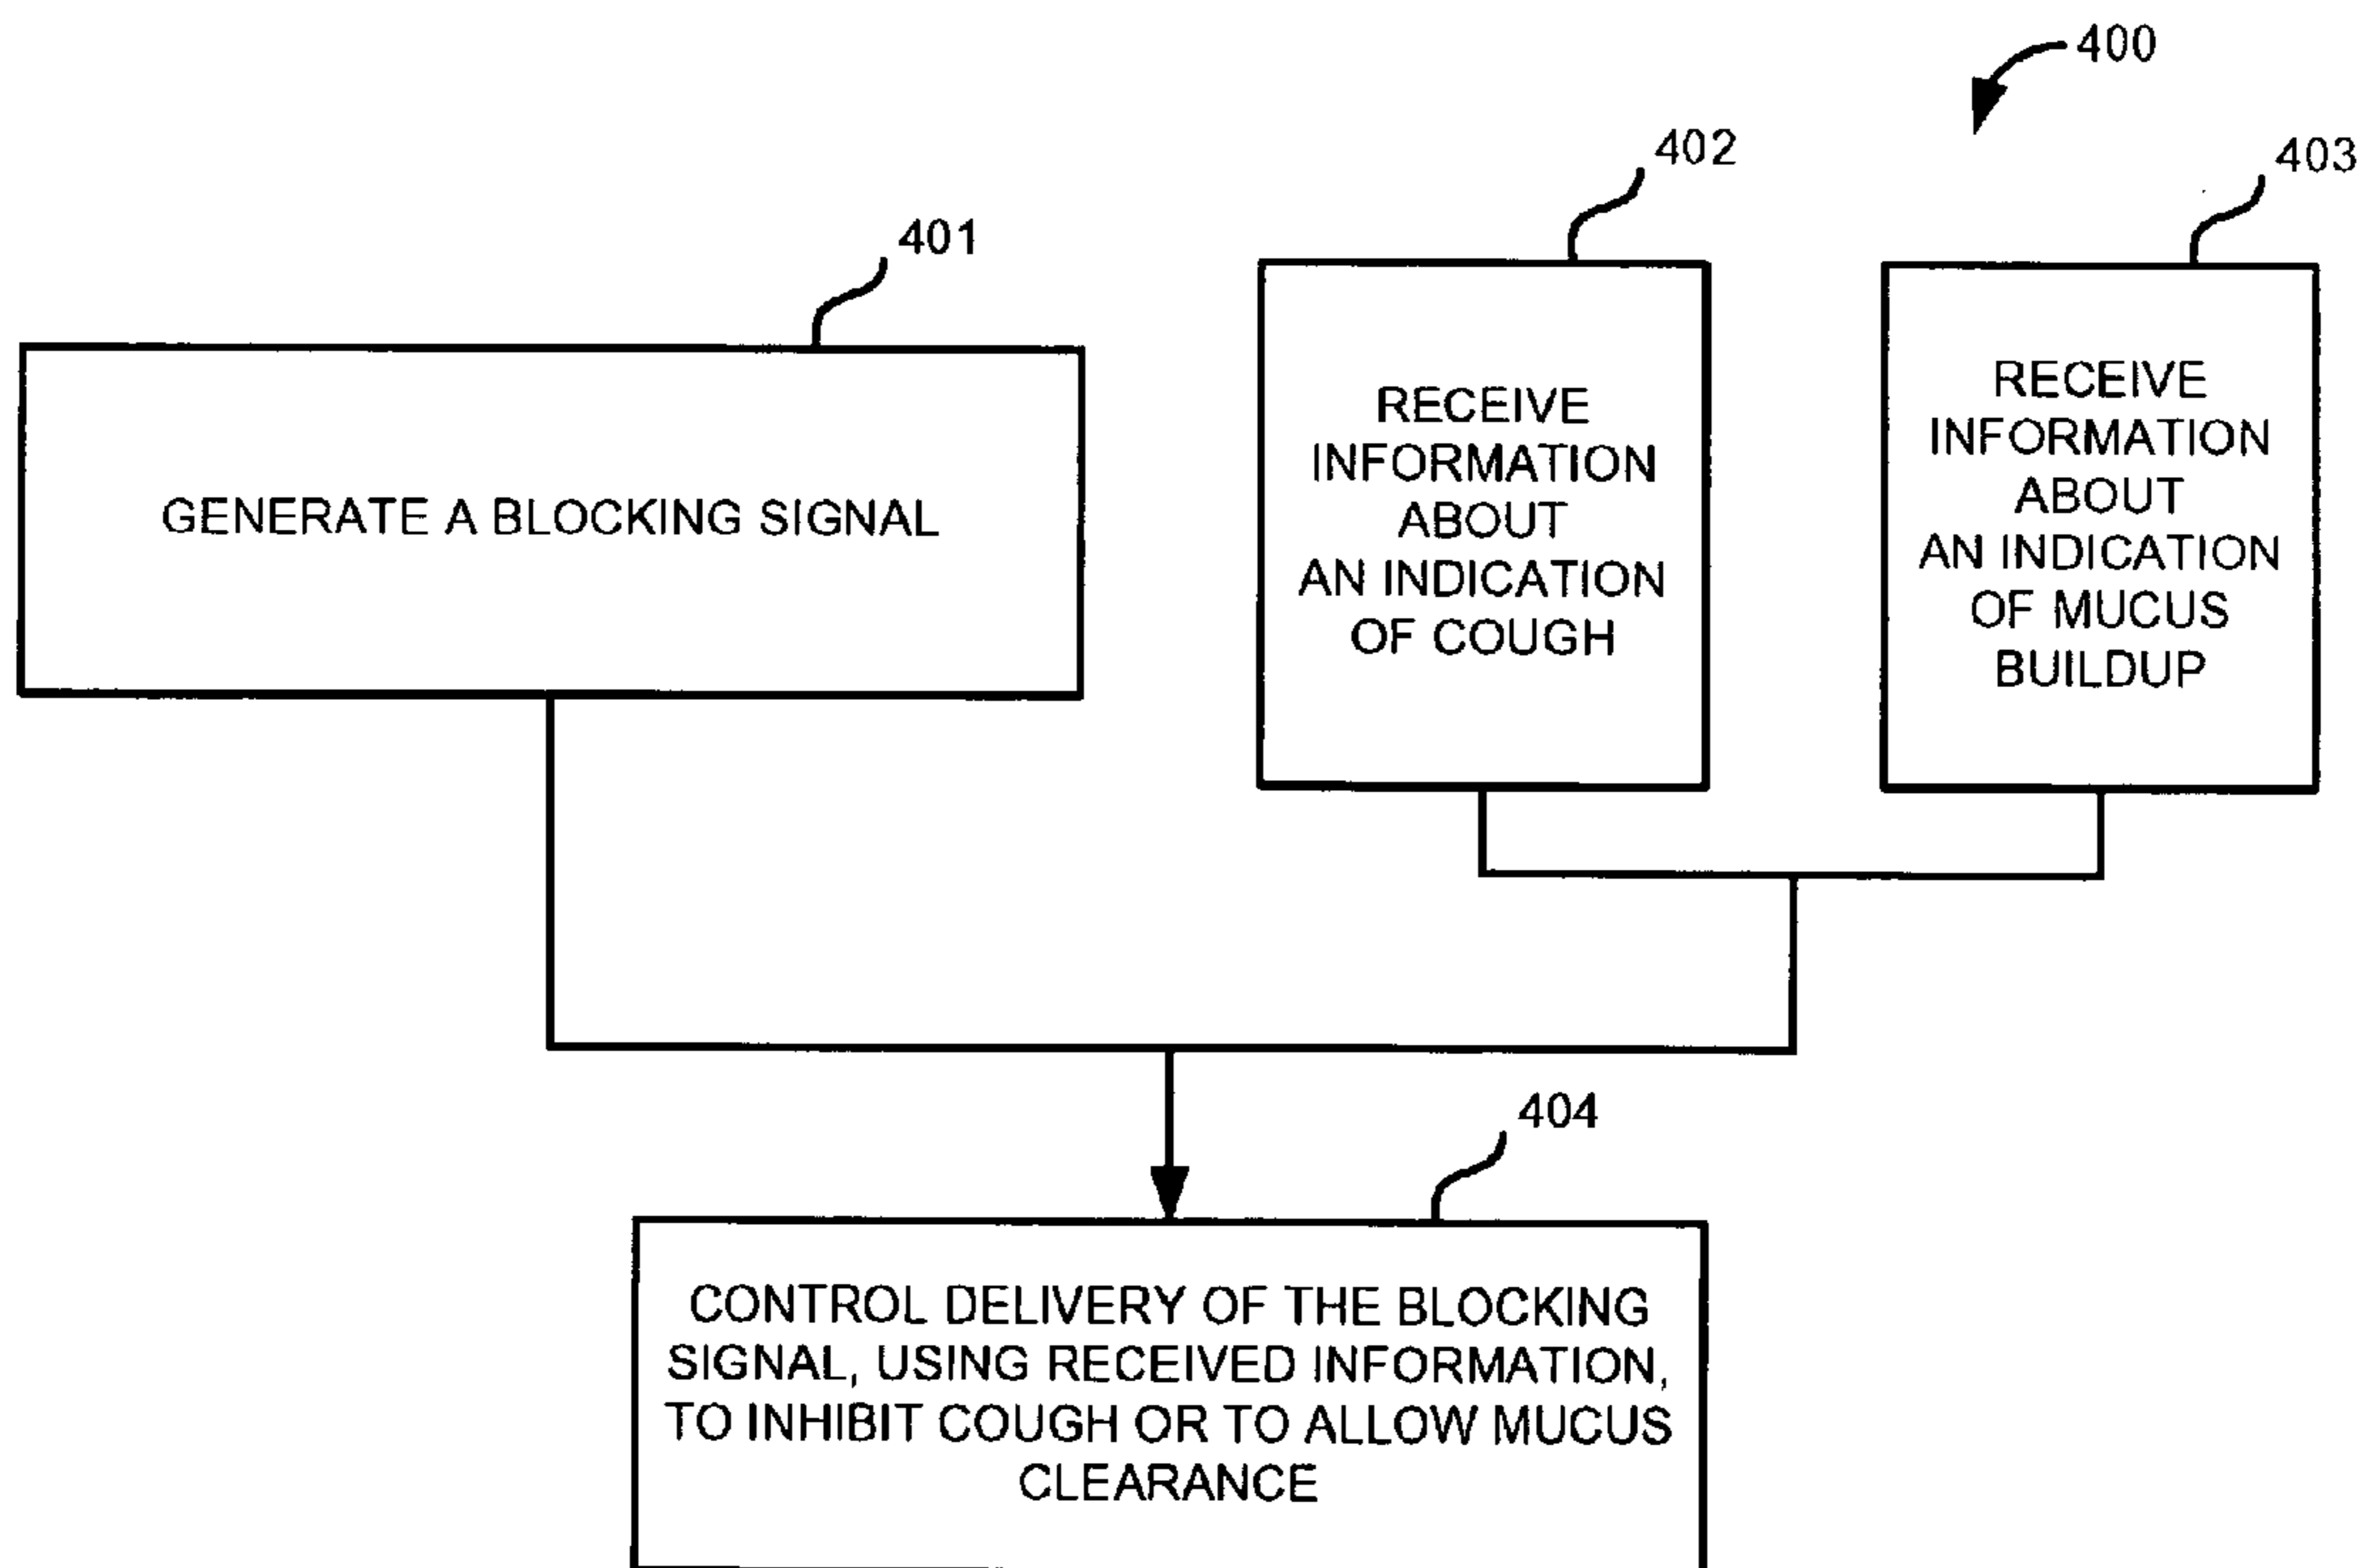 400
402
403
401
GENERATE A BLOCKING SIGNAL
RECEIVE
INFORMATION
ABOUT
AN INDICATION
OF COUGH
RECEIVE
INFORMATION
ABOUT
AN INDICATION
OF MUCUS
BUILDUP
404
CONTROL DELIVERY OF THE BLOCKING
SIGNAL, USING RECEIVED INFORMATION,
TO INHIBIT COUGH OR TO ALLOW MUCUS
CLEARANCE